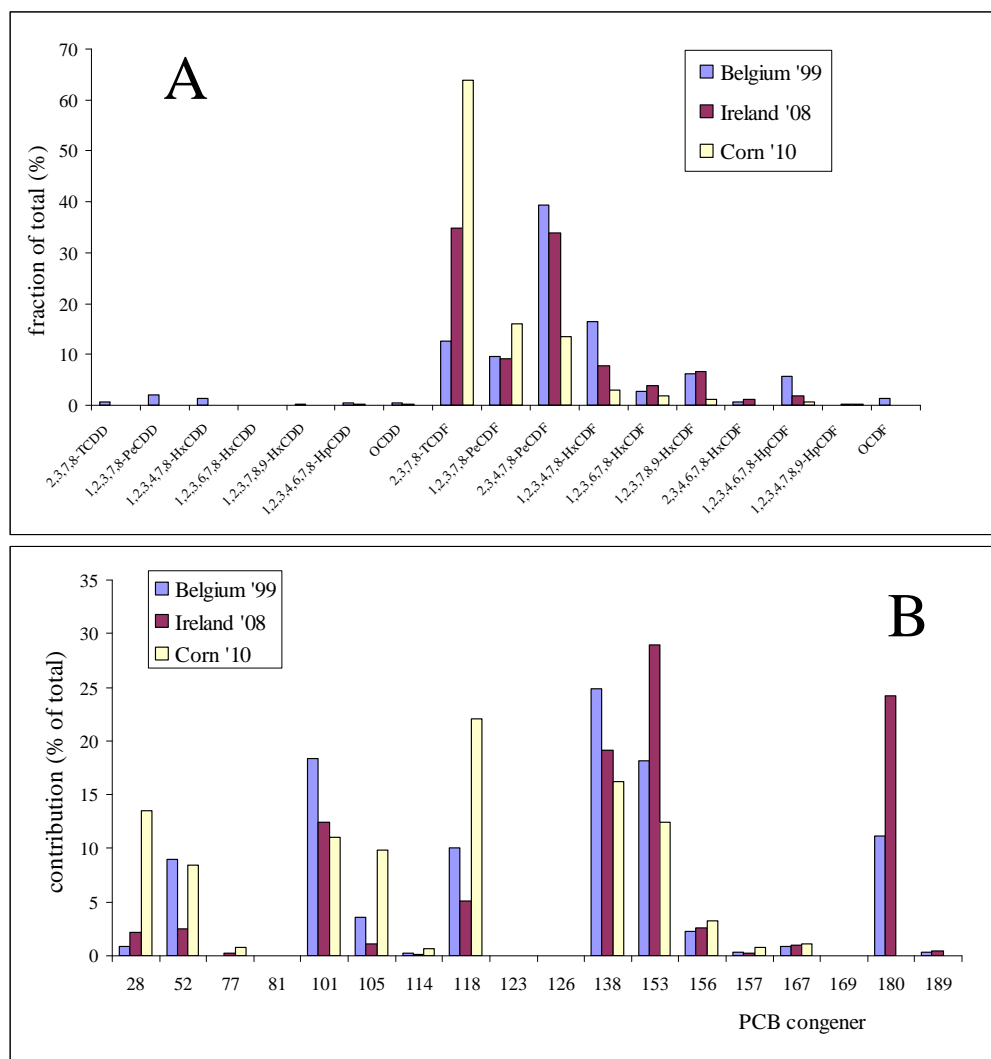 A
Belgium '99
Ireland '08
Corn '10
fraction of total (%)
70
60
50
40
30
20
10
0
2,3,7,8-TCDD
1,2,3,7,8-PeCDD
1,2,3,4,7,8-HxCDD
1,2,3,6,7,8-HxCDD
1,2,3,7,8,9-HxCDD
1,2,3,4,6,7,8-HpCDD
OCDD
2,3,7,8-TCDF
1,2,3,7,8-PeCDF
2,3,4,7,8-PeCDF
1,2,3,4,7,8-HxCDF
1,2,3,6,7,8-HxCDF
1,2,3,7,8,9-HxCDF
2,3,4,6,7,8-HxCDF
1,2,3,4,6,7,8-HpCDF
1,2,3,4,7,8,9-HpCDF
OCDF
B
Belgium '99
Ireland '08
Corn '10
contribution (% of total)
35
30
25
20
15
10
5
0
28 52 77 81 101 105 114 118 123 126 138 153 156 157 167 169 180 189
PCB congener